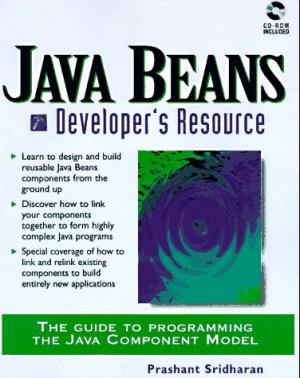 CD-ROM
INCLUDED
JAVA BEANS
Developer's Resource
Learn to design and build
reusable Java Beans
components from the
ground up
Discover how to link
your components
together to form highly
complex Java programs
Special coverage of how to
link and relink existing
components to build
entirely new applications
THE GUIDE TO PROGRAMMING
THE JAVA COMPONENT MODEL
Prashant Sridharan